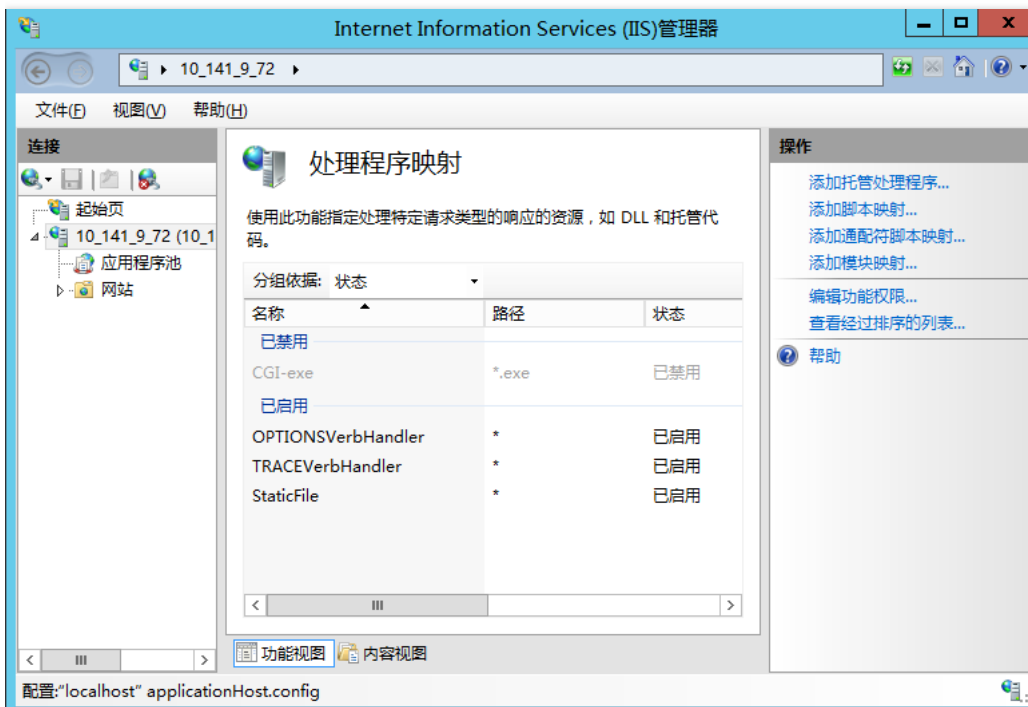 Internet Information Services (IIS)管理器
10_141_9_72
文件(F) 视图(V) 帮助(H)
连接
起始页
10_141_9_72 (10_1
应用程序池
网站
处理程序映射
使用此功能指定处理特定请求类型的响应的资源，如 DLL 和托管代
码。
分组依据: 状态
名称 路径 状态
已禁用
CGI-exe *.exe 已禁用
已启用
OPTIONSVerbHandler * 已启用
TRACEVerbHandler * 已启用
StaticFile * 已启用
功能视图 内容视图
操作
添加托管处理程序...
添加脚本映射...
添加通配符脚本映射...
添加模块映射...
编辑功能权限...
查看经过排序的列表...
帮助
配置:"localhost" applicationHost.config